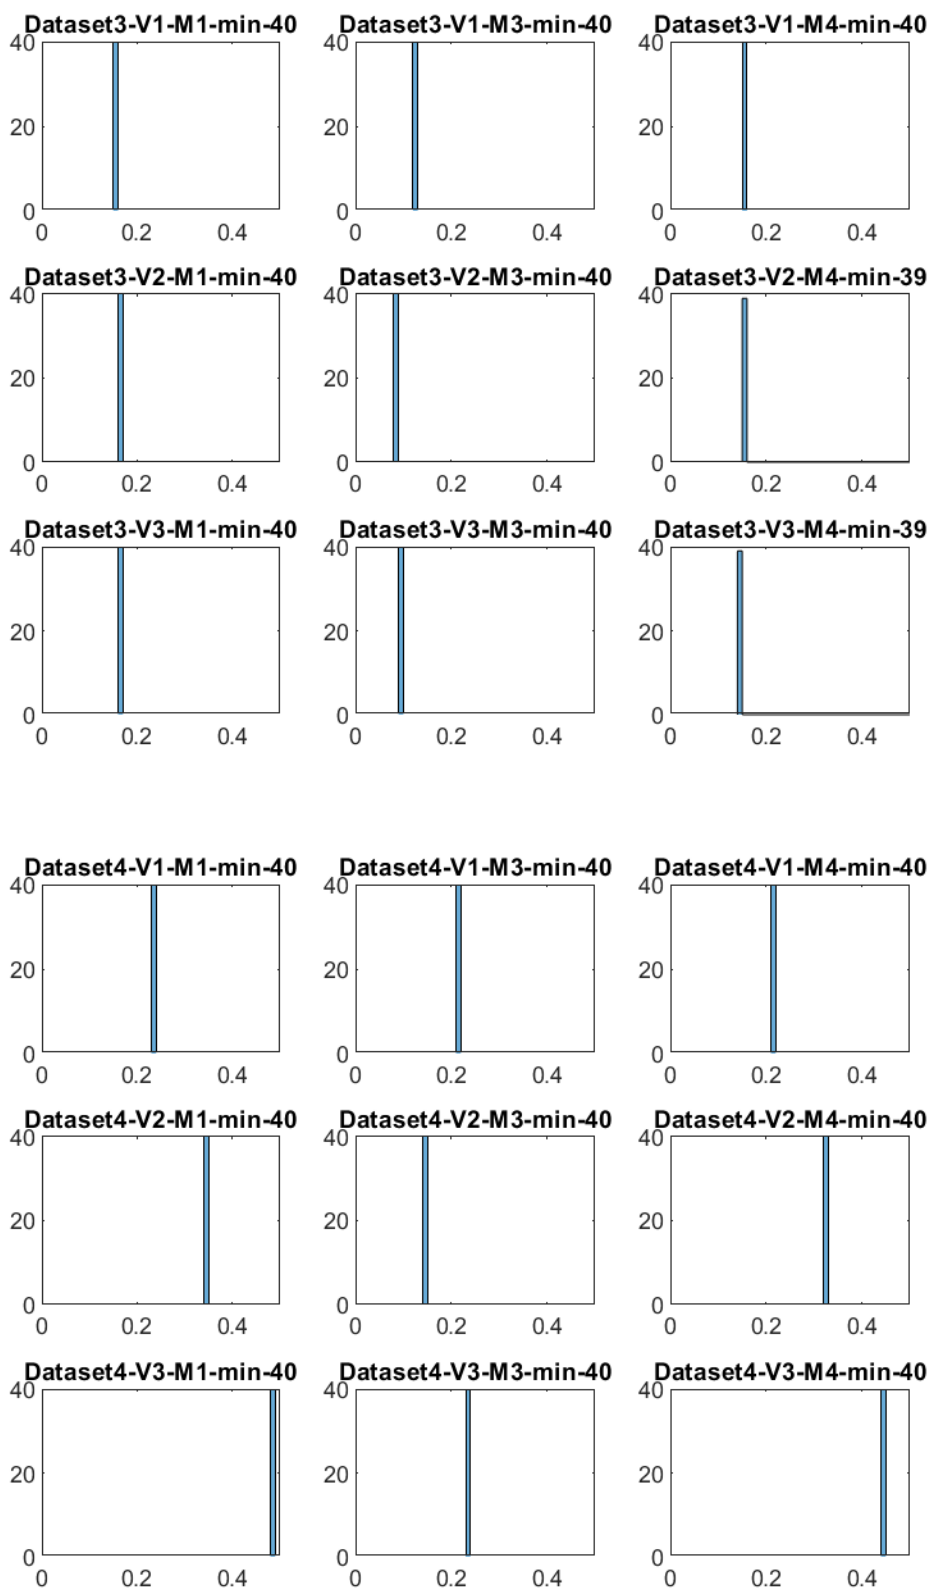 Dataset3-V1-M1-min-40 Dataset3-V1-M3-min-40 Dataset3-V1-M4-min-40
40 40 40
20 20 20
0 0 0
0 0.2 0.4 0 0.2 0.4 0 0.2 0.4
Dataset3-V2-M1-min-40 Dataset3-V2-M3-min-40 Dataset3-V2-M4-min-39
40 40 40
20 20 20
0 0 0
0 0.2 0.4 0 0.2 0.4 0 0.2 0.4
Dataset3-V3-M1-min-40 Dataset3-V3-M3-min-40 Dataset3-V3-M4-min-39
40 40 40
20 20 20
0 0 0
0 0.2 0.4 0 0.2 0.4 0 0.2 0.4
Dataset4-V1-M1-min-40 Dataset4-V1-M3-min-40 Dataset4-V1-M4-min-40
40 40 40
20 20 20
0 0 0
0 0.2 0.4 0 0.2 0.4 0 0.2 0.4
Dataset4-V2-M1-min-40 Dataset4-V2-M3-min-40 Dataset4-V2-M4-min-40
40 40 40
20 20 20
0 0 0
0 0.2 0.4 0 0.2 0.4 0 0.2 0.4
Dataset4-V3-M1-min-40 Dataset4-V3-M3-min-40 Dataset4-V3-M4-min-40
40 40 40
20 20 20
0 0 0
0 0.2 0.4 0 0.2 0.4 0 0.2 0.4